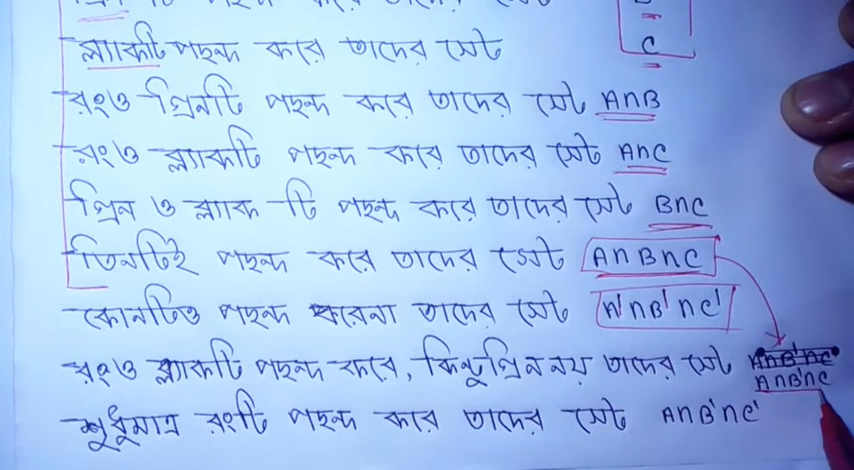 ব্ল্যাকটি পছন্দ করে তাদের সেট C
রংও গ্রিনটি পছন্দ করে তাদের সেট A∩B
রংও ব্ল্যাকটি পছন্দ করে তাদের সেট A∩C
গ্রিন ও ব্ল্যাক টি পছন্দ করে তাদের সেট B∩C
তিনটিই পছন্দ করে তাদের সেট A∩B∩C
কোনটিও পছন্দ করেনা তাদের সেট A'∩B'∩C'
রংও ব্ল্যাকটি পছন্দ করে, কিন্তু গ্রিন নয় তাদের সেট A∩B'∩C
শুধুমাত্র রংটি পছন্দ করে তাদের সেট A∩B'∩C'